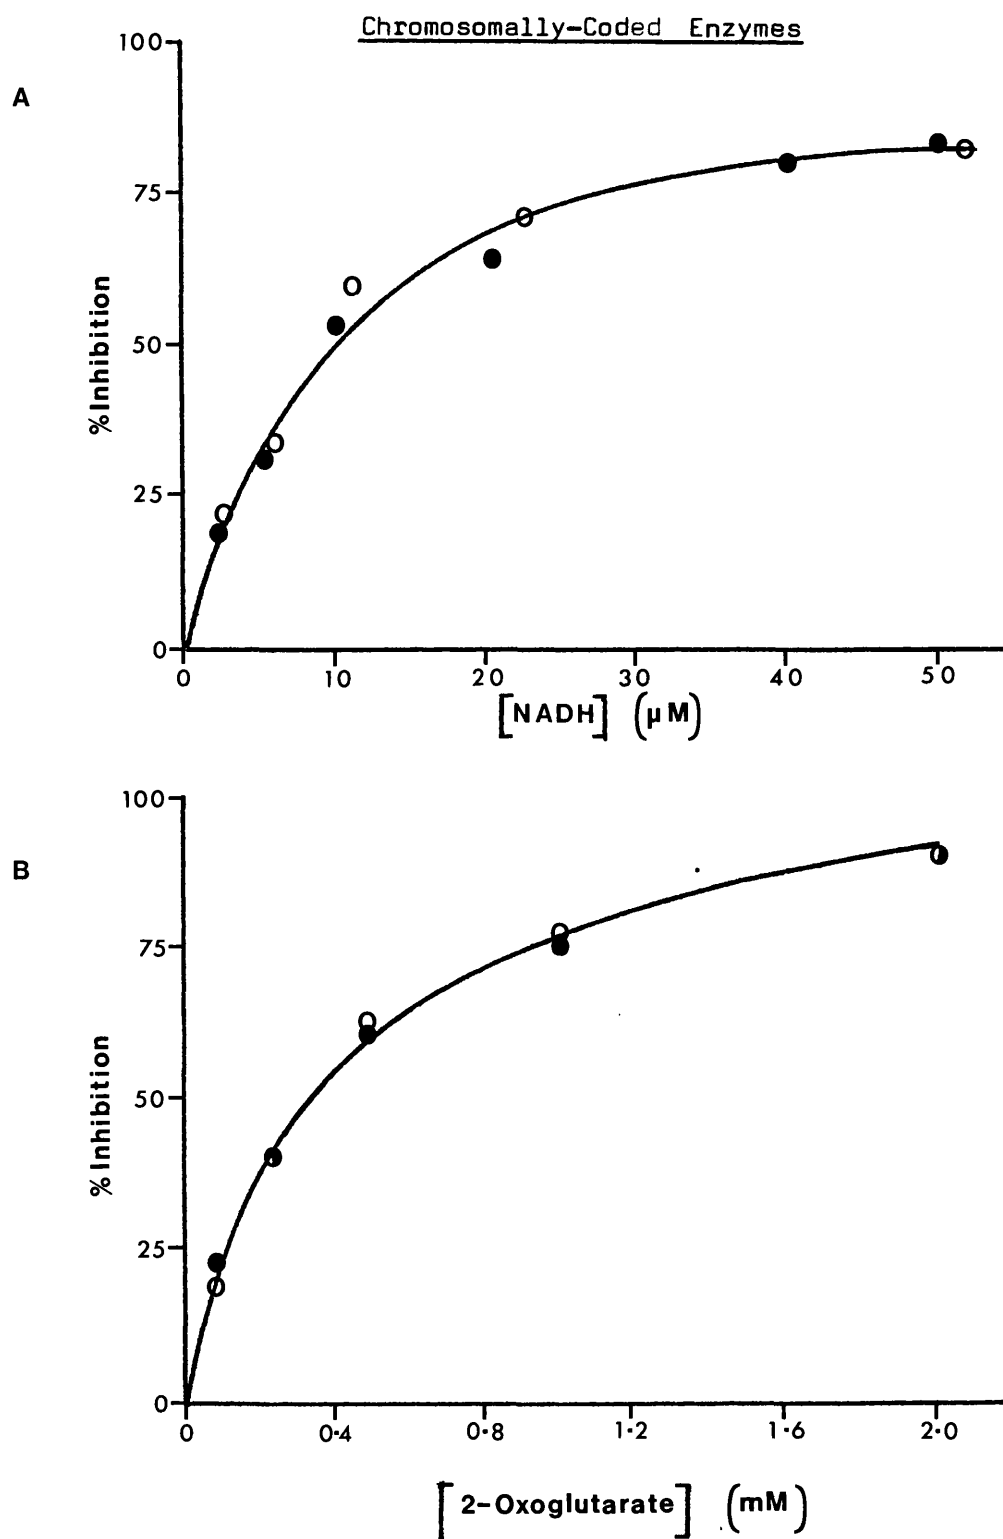 Chromosomally-Coded Enzymes
A
100
75
50
25
0
%Inhibition
0 10 20 30 40 50
[NADH] (μM)
B
100
75
50
25
0
%Inhibition
0 0·4 0·8 1·2 1·6 2·0
[2-Oxoglutarate] (mM)